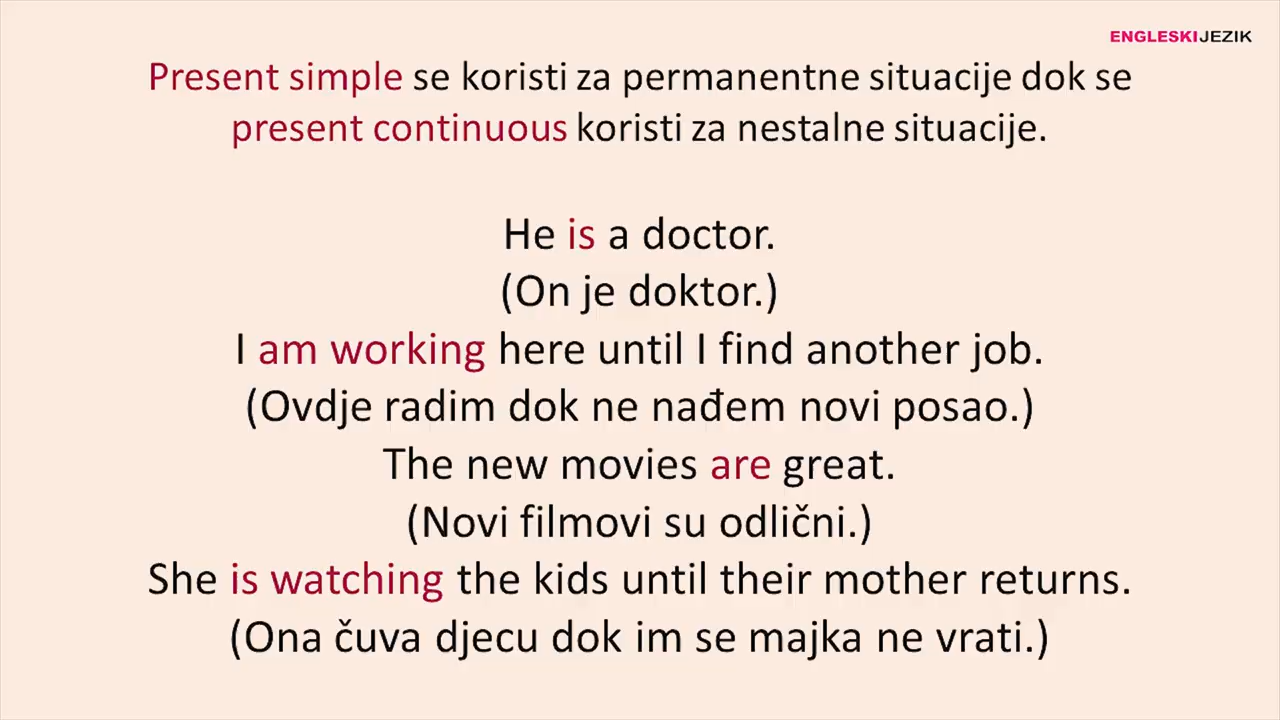 ENGLESKIJEZIK
Present simple se koristi za permanentne situacije dok se
present continuous koristi za nestalne situacije.
He is a doctor.
(On je doktor.)
I am working here until I find another job.
(Ovdje radim dok ne nađem novi posao.)
The new movies are great.
(Novi filmovi su odlični.)
She is watching the kids until their mother returns.
(Ona čuva djecu dok im se majka ne vrati.)